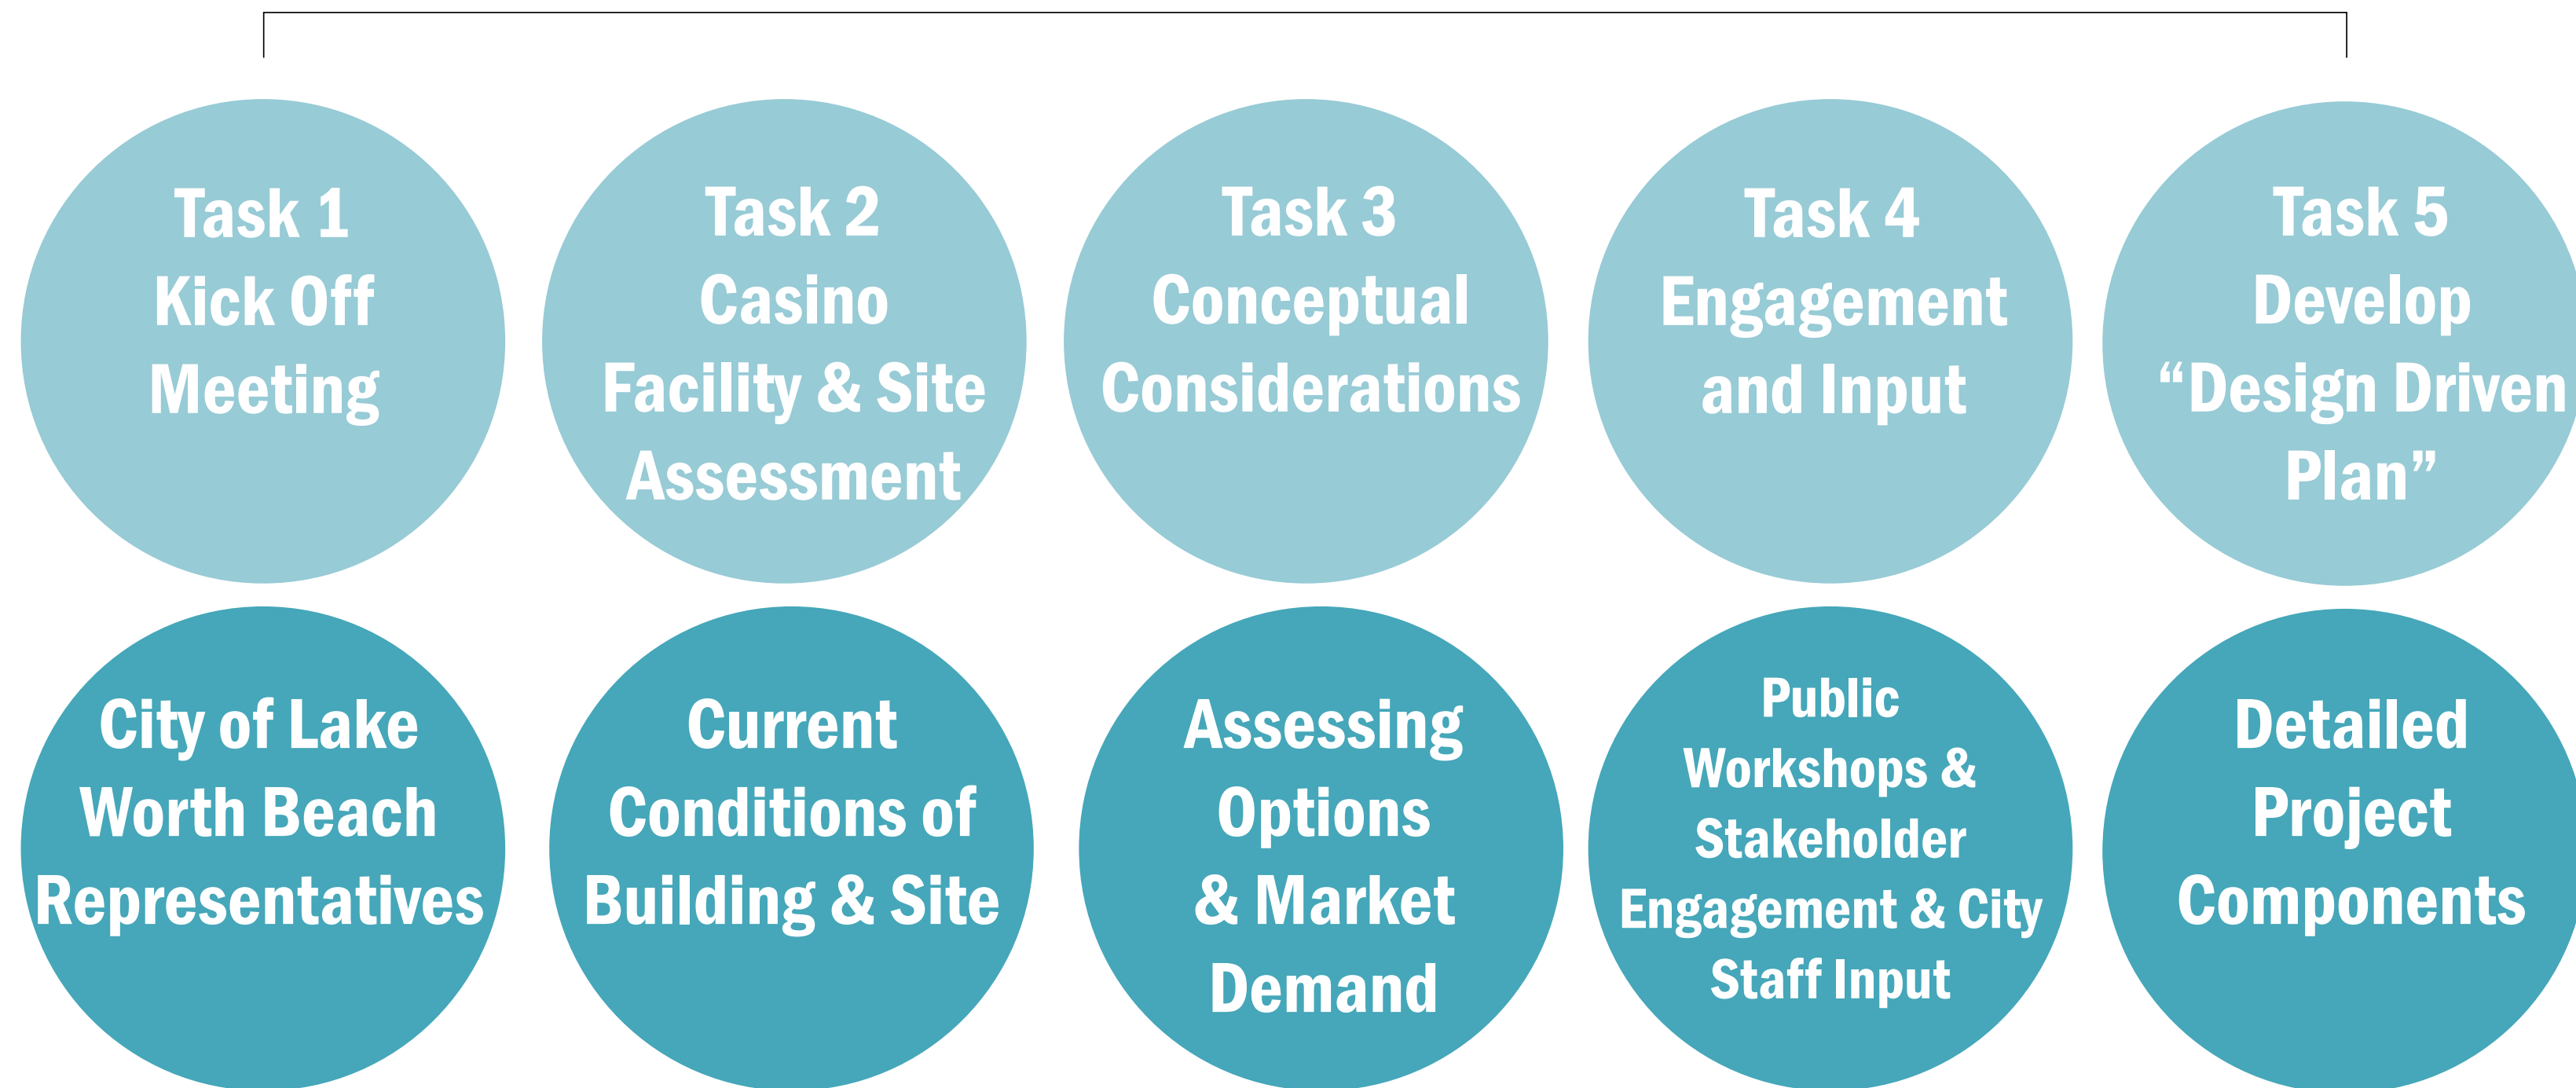 Task 1
Kick Off
Meeting
Task 2
Casino
Facility & Site
Assessment
Task 3
Conceptual
Considerations
Task 4
Engagement
and Input
Task 5
Develop
“Design Driven
Plan”
City of Lake
Worth Beach
Representatives
Current
Conditions of
Building & Site
Assessing
Options
& Market
Demand
Public
Workshops &
Stakeholder
Engagement & City
Staff Input
Detailed
Project
Components